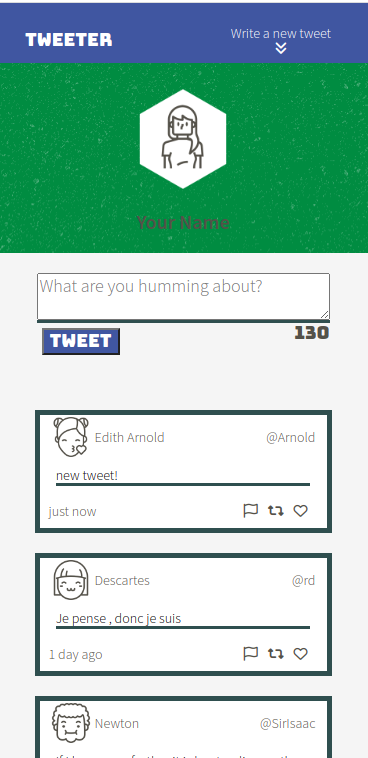 TWEETER
Write a new tweet
Your Name
What are you humming about?
TWEET
130
Edith Arnold @Arnold
new tweet!
just now
Descartes @rd
Je pense , donc je suis
1 day ago
Newton @SirIsaac